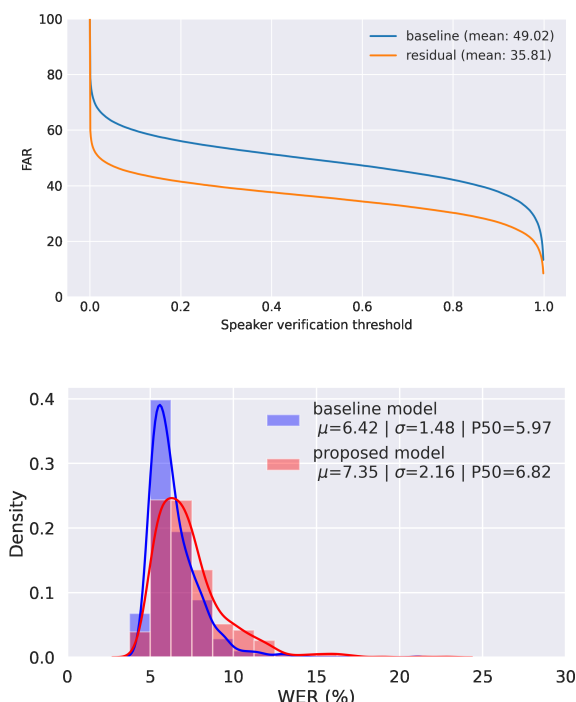 100
80
60
40
20
0
FAR
baseline (mean: 49.02)
residual (mean: 35.81)
0.0 0.2 0.4 0.6 0.8 1.0
Speaker verification threshold
0.4
0.3
0.2
0.1
0.0
Density
baseline model
μ=6.42 | σ=1.48 | P50=5.97
proposed model
μ=7.35 | σ=2.16 | P50=6.82
0 5 10 15 20 25 30
WER (%)